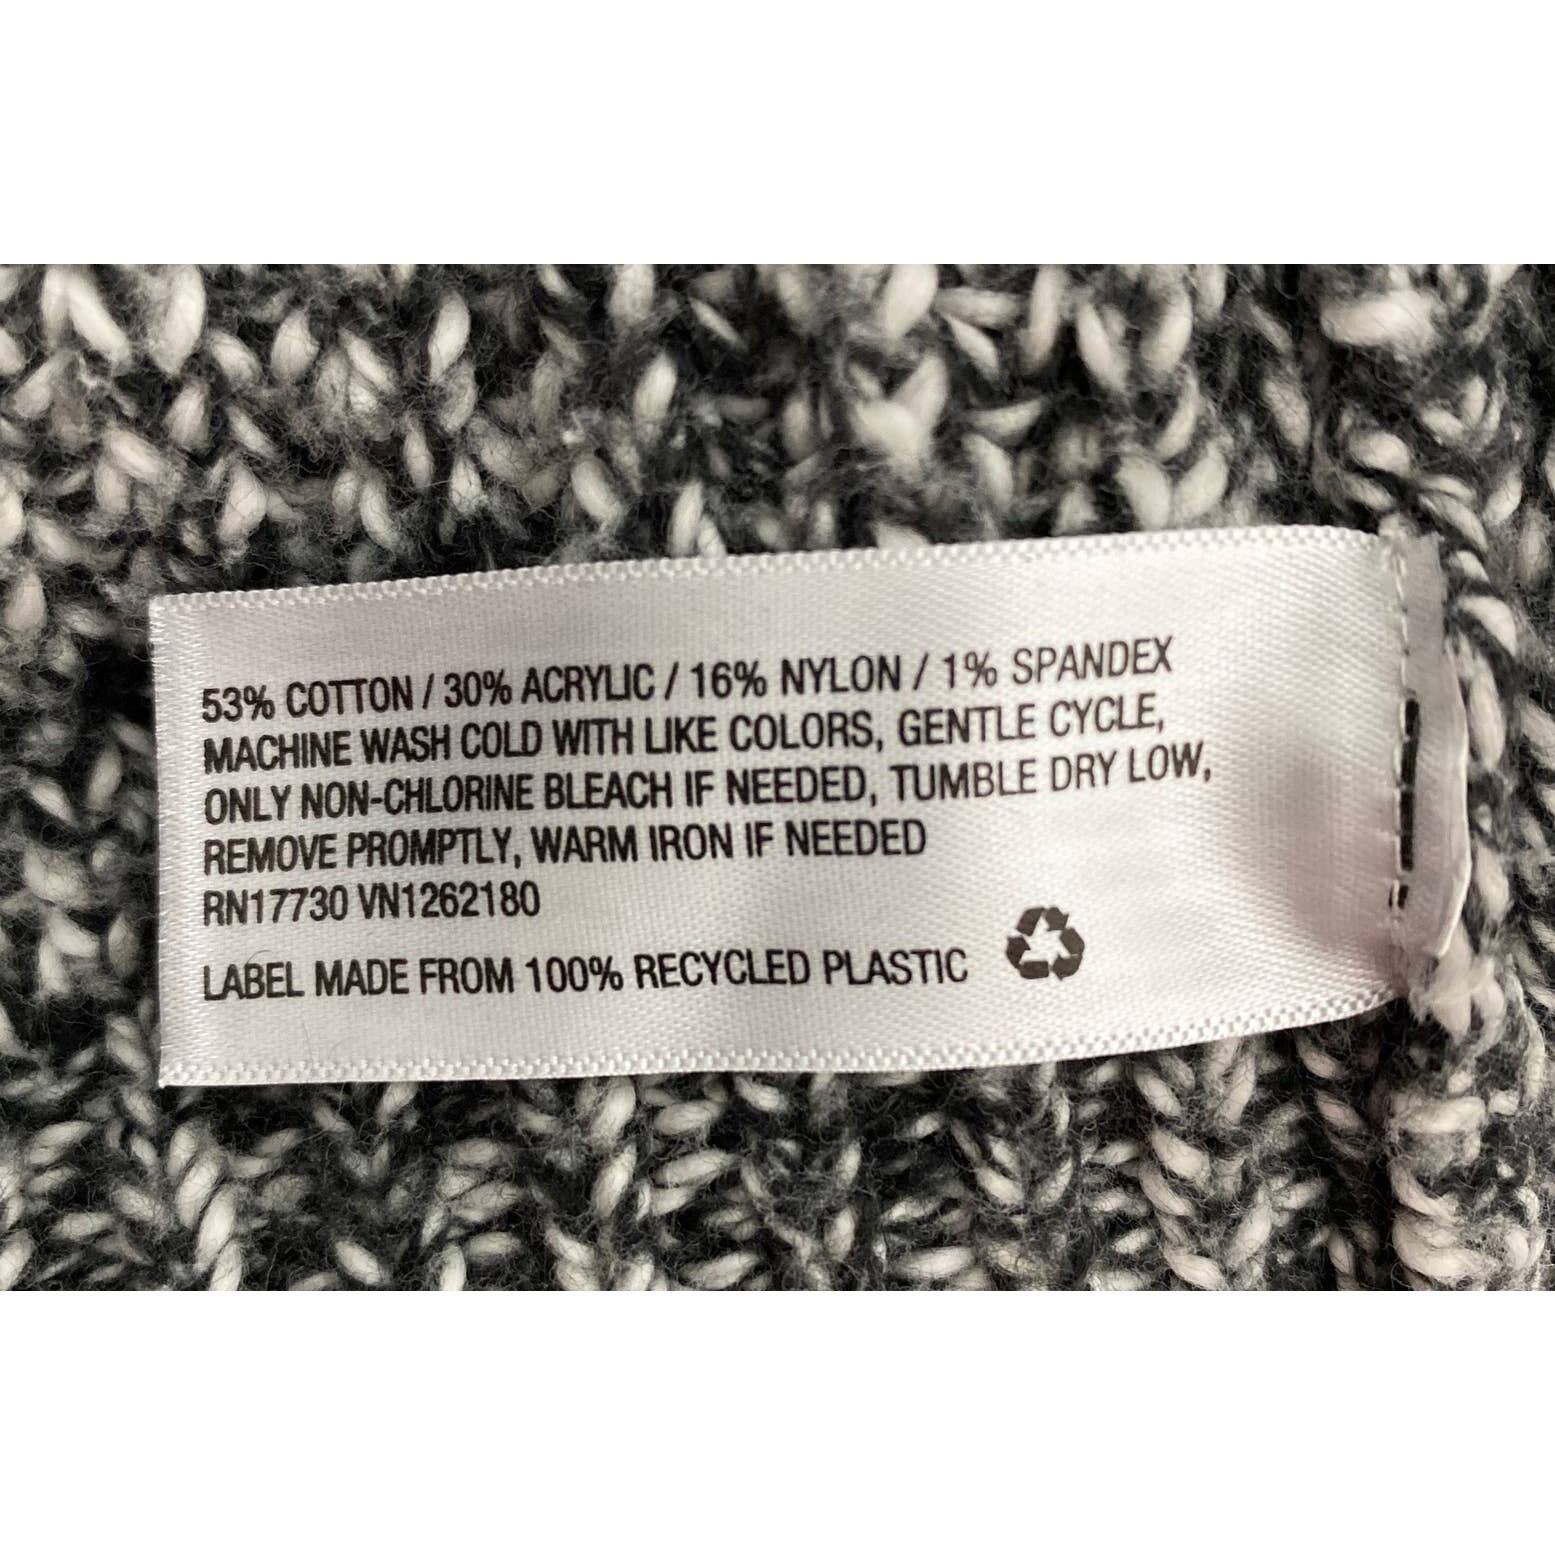 53% COTTON / 30% ACRYLIC / 16% NYLON / 1% SPANDEX
MACHINE WASH COLD WITH LIKE COLORS, GENTLE CYCLE,
ONLY NON-CHLORINE BLEACH IF NEEDED, TUMBLE DRY LOW,
REMOVE PROMPTLY, WARM IRON IF NEEDED
RN17730 VN1262180
LABEL MADE FROM 100% RECYCLED PLASTIC